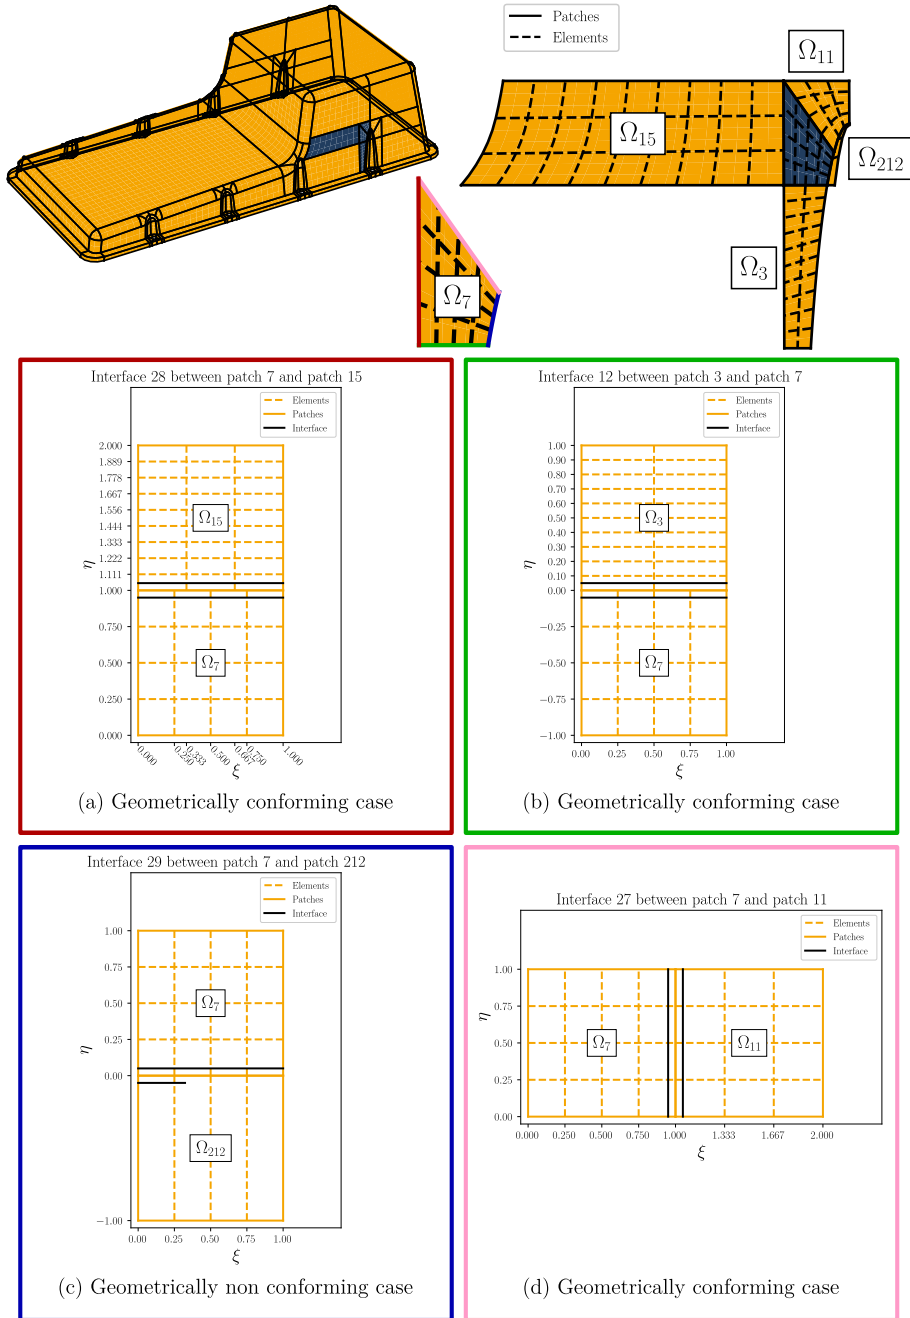 Patches
Elements
Ω11
Ω15
Ω212
Ω3
Ω7
Interface 28 between patch 7 and patch 15
Elements
Patches
Interface
2.000
1.889
1.778
1.667
1.556
1.444
1.333
1.222
1.111
1.000
0.750
0.500
0.250
0.000
η
Ω15
Ω7
0.000
0.250
0.333
0.500
0.667
0.750
1.000
ξ
(a) Geometrically conforming case
Interface 12 between patch 3 and patch 7
Elements
Patches
Interface
1.00
0.90
0.80
0.70
0.60
0.50
0.40
0.30
0.20
0.10
0.00
−0.25
−0.50
−0.75
−1.00
η
Ω3
Ω7
0.00 0.25 0.50 0.75 1.00
ξ
(b) Geometrically conforming case
Interface 29 between patch 7 and patch 212
Elements
Patches
Interface
1.00
0.75
0.50
0.25
0.00
−1.00
η
Ω7
Ω212
0.00 0.25 0.50 0.75 1.00
ξ
(c) Geometrically non conforming case
Interface 27 between patch 7 and patch 11
Elements
Patches
Interface
1.00
0.75
0.50
0.25
0.00
η
Ω7
Ω11
0.000 0.250 0.500 0.750 1.000 1.333 1.667 2.000
ξ
(d) Geometrically conforming case